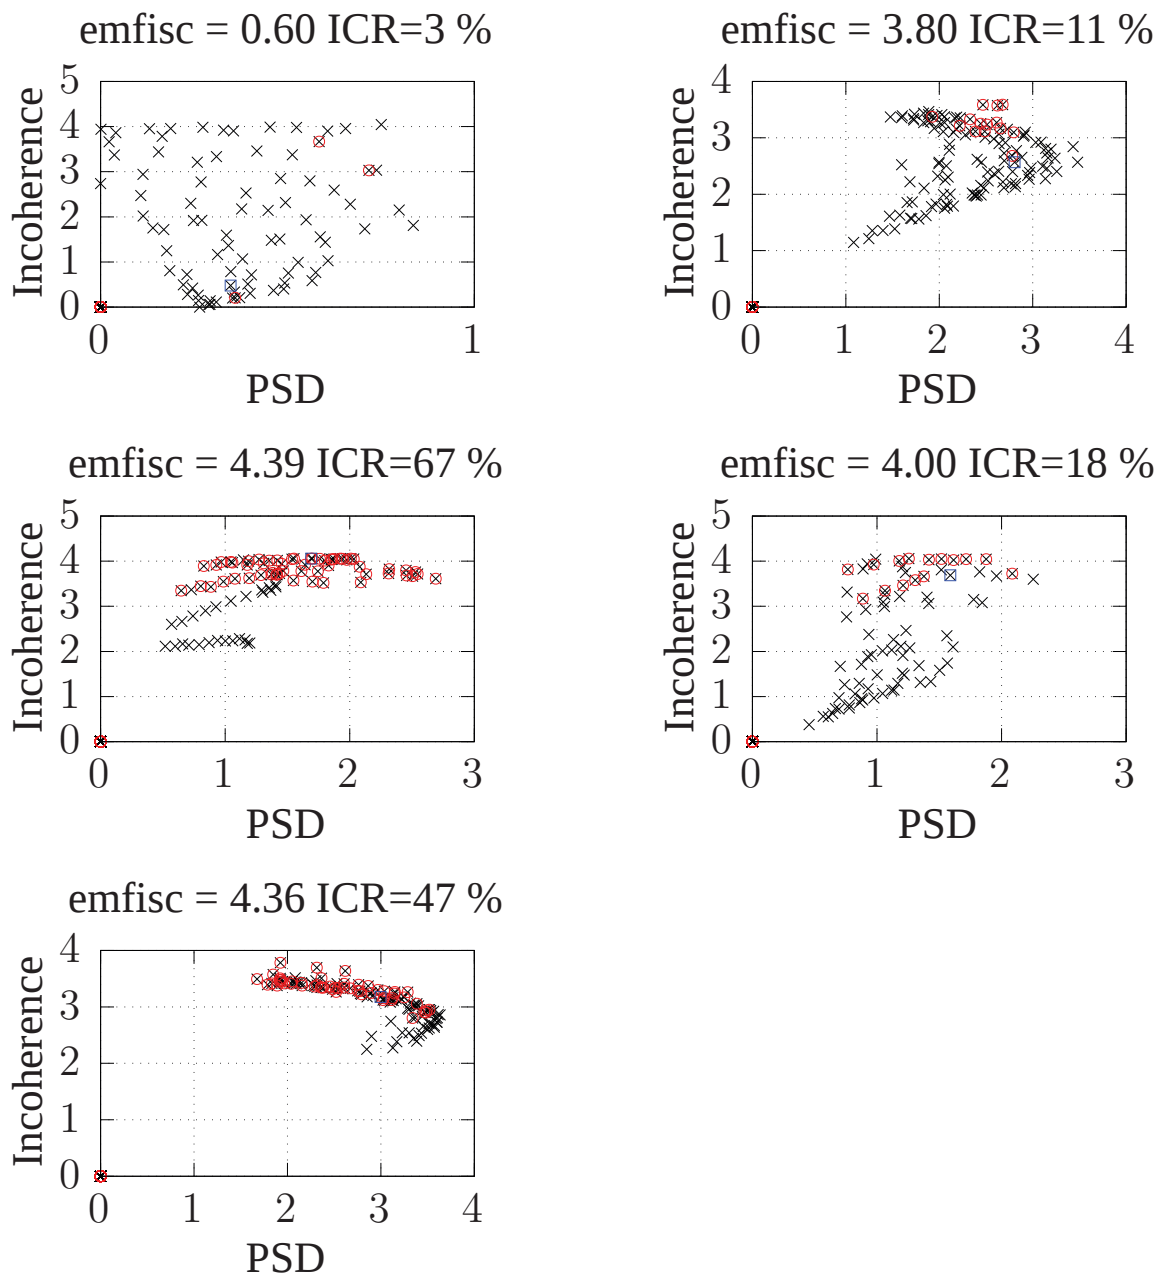 emfisc = 0.60 ICR=3 %
5
4
3
2
1
0
Incoherence
0 1
PSD
emfisc = 3.80 ICR=11 %
4
3
2
1
0
Incoherence
0 1 2 3 4
PSD
emfisc = 4.39 ICR=67 %
5
4
3
2
1
0
Incoherence
0 1 2 3
PSD
emfisc = 4.00 ICR=18 %
5
4
3
2
1
0
Incoherence
0 1 2 3
PSD
emfisc = 4.36 ICR=47 %
4
3
2
1
0
Incoherence
0 1 2 3 4
PSD